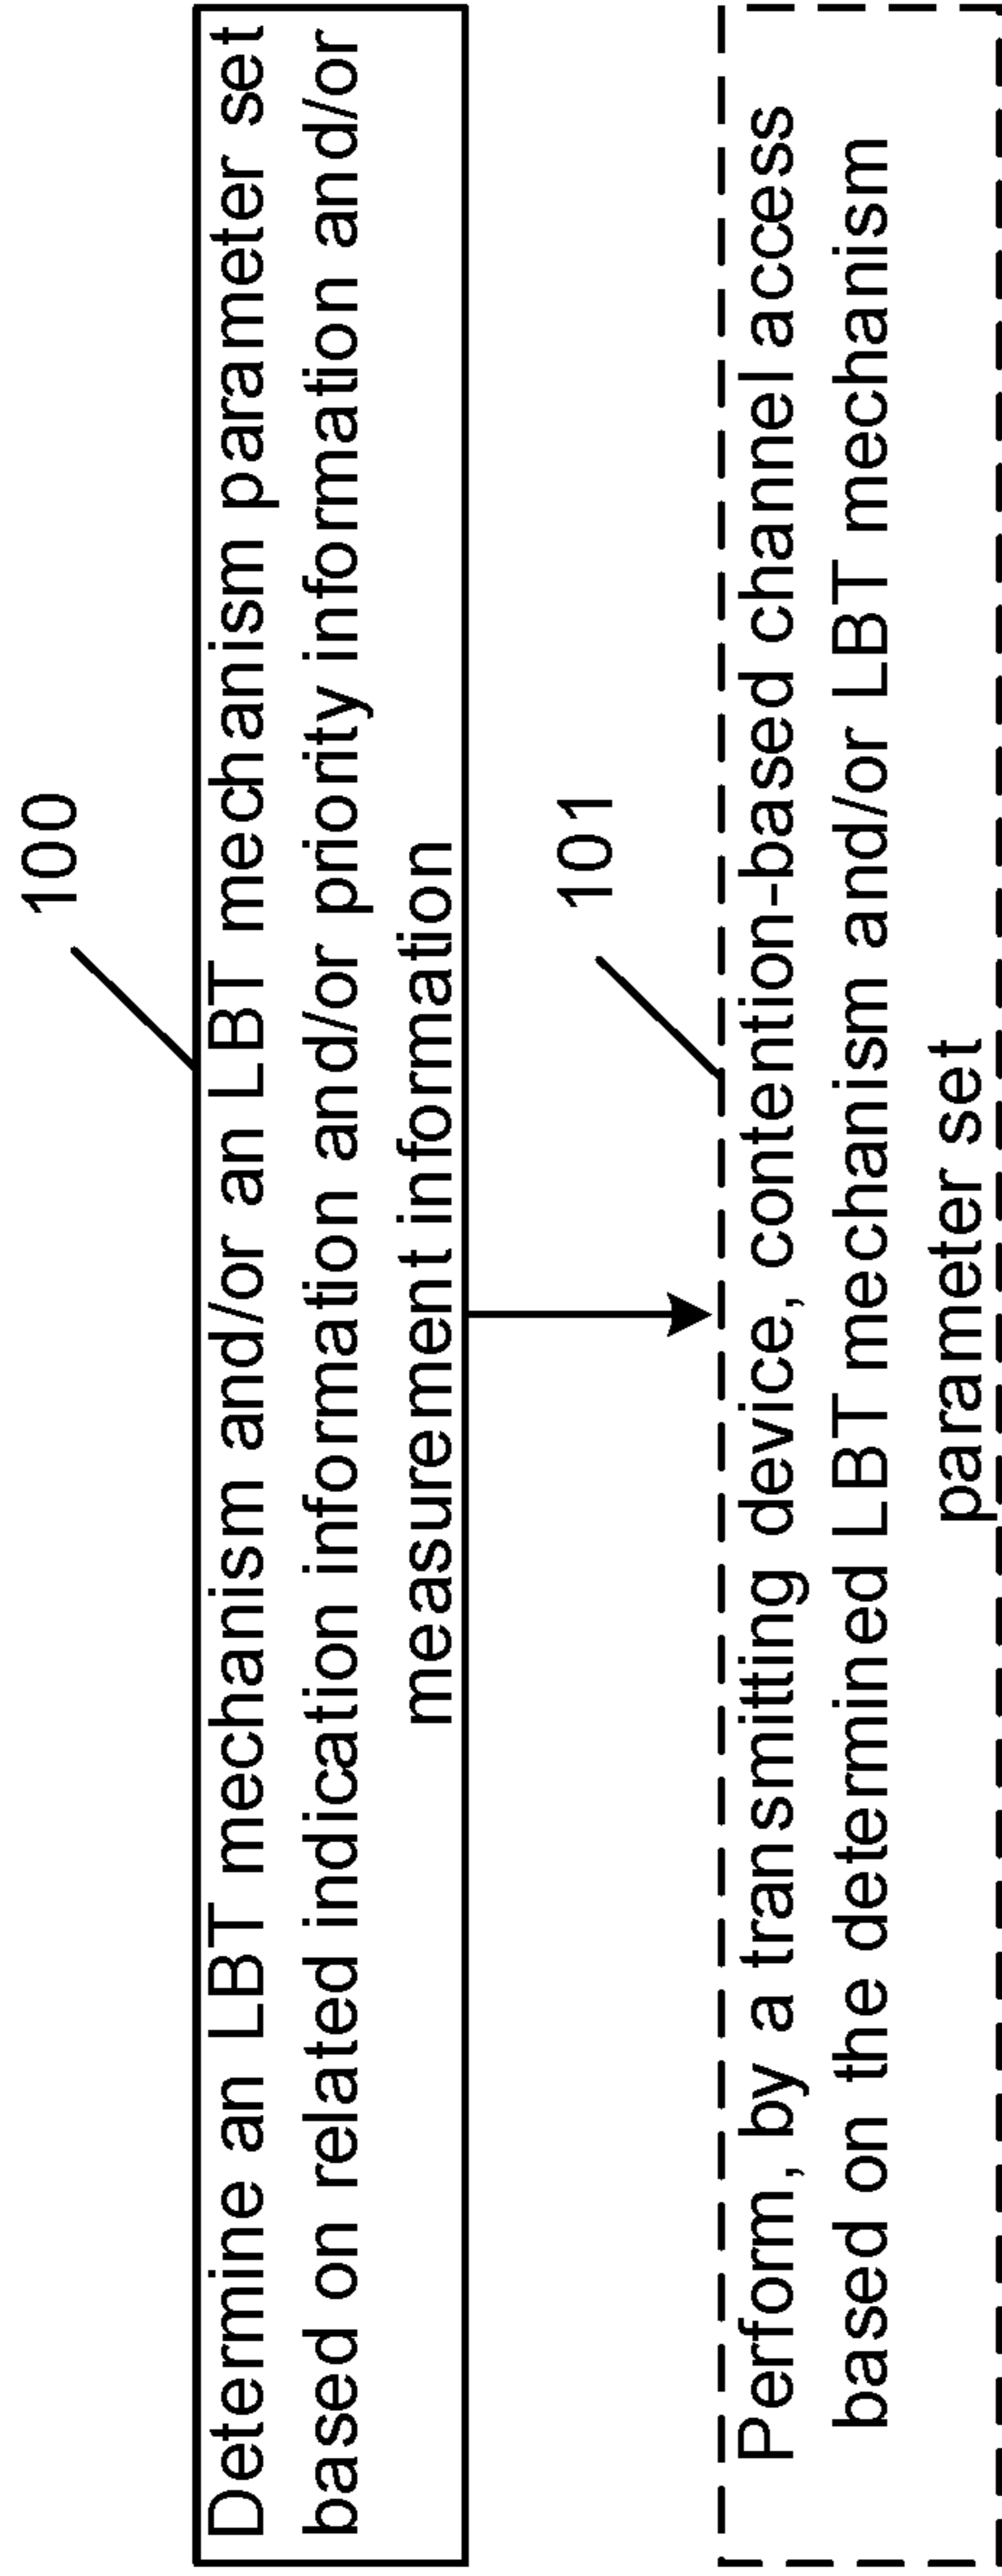 100
Determine an LBT mechanism and/or an LBT mechanism parameter set
based on related indication information and/or priority information and/or
measurement information
101
Perform, by a transmitting device, contention-based channel access
based on the determined LBT mechanism and/or LBT mechanism
parameter set